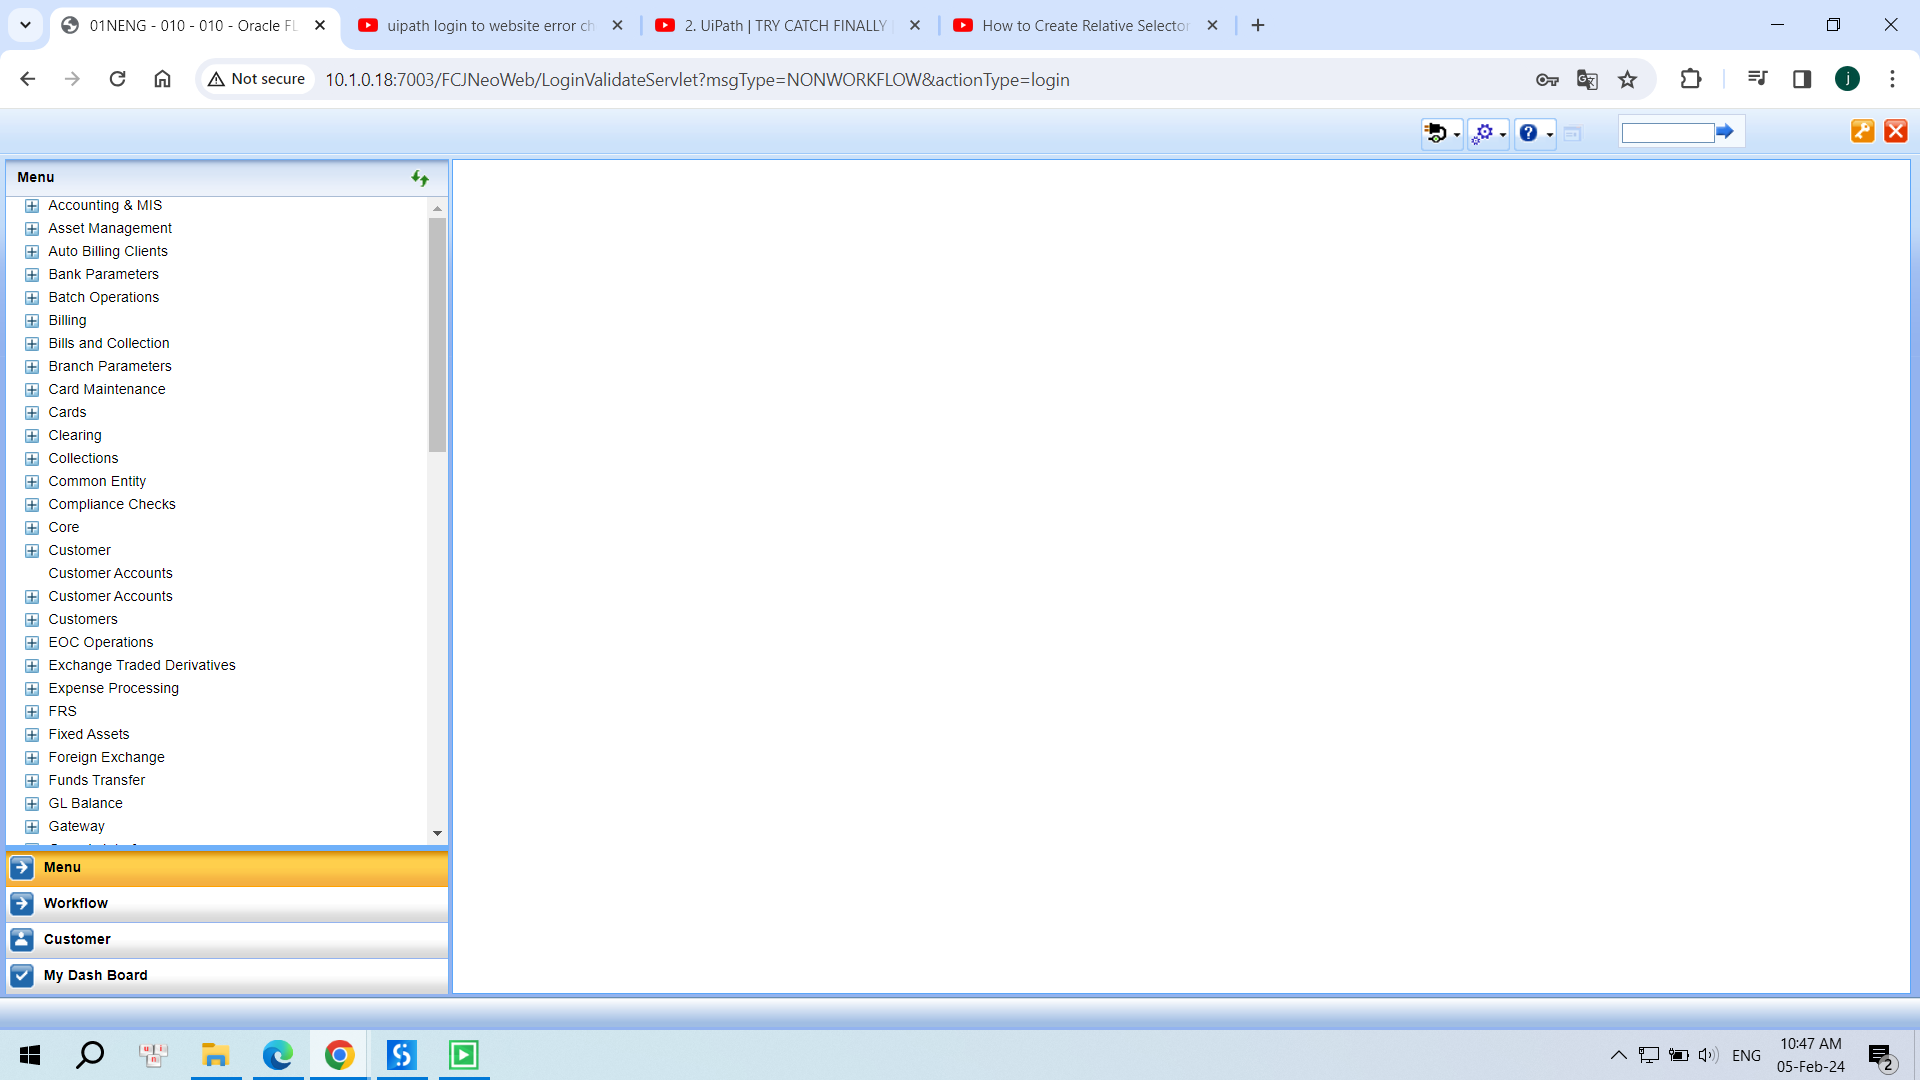 01NENG - 010 - 010 - Oracle FL
uipath login to website error ch
2. UiPath | TRY CATCH FINALLY
How to Create Relative Selector
Not secure
10.1.0.18:7003/FCJNeoWeb/LoginValidateServlet?msgType=NONWORKFLOW&actionType=login
j
Menu
Accounting & MIS
Asset Management
Auto Billing Clients
Bank Parameters
Batch Operations
Billing
Bills and Collection
Branch Parameters
Card Maintenance
Cards
Clearing
Collections
Common Entity
Compliance Checks
Core
Customer
Customer Accounts
Customer Accounts
Customers
EOC Operations
Exchange Traded Derivatives
Expense Processing
FRS
Fixed Assets
Foreign Exchange
Funds Transfer
GL Balance
Gateway
Menu
Workflow
Customer
My Dash Board
ENG
10:47 AM
05-Feb-24
2